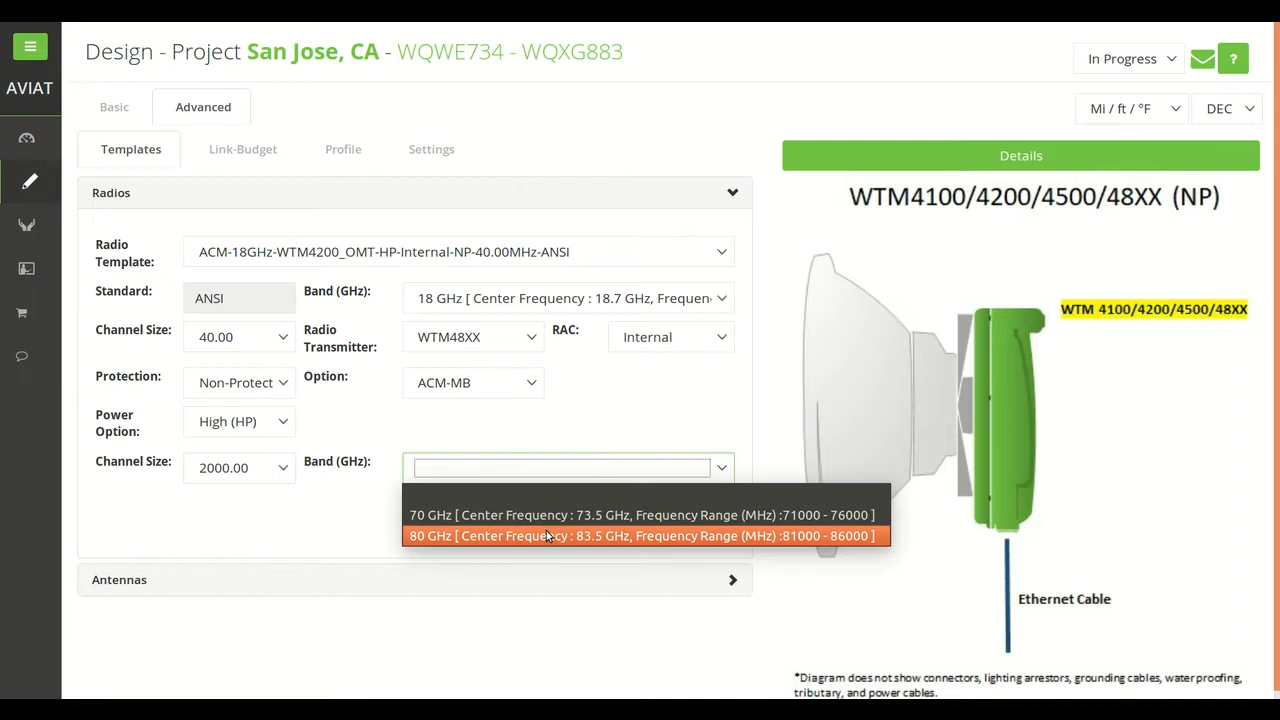 Design - Project San Jose, CA - WQWE734 - WQXG883
In Progress
?
AVIAT
Basic
Advanced
Mi / ft / °F
DEC
Templates
Link-Budget
Profile
Settings
Details
Radios
WTM4100/4200/4500/48XX (NP)
Radio
Template:
ACM-18GHz-WTM4200_OMT-HP-Internal-NP-40.00MHz-ANSI
Standard:
ANSI
Band (GHz):
18 GHz [ Center Frequency : 18.7 GHz, Frequen
WTM 4100/4200/4500/48XX
Channel Size:
40.00
Radio
Transmitter:
WTM48XX
RAC:
Internal
Protection:
Non-Protect
Option:
ACM-MB
Power
Option:
High (HP)
Channel Size:
2000.00
Band (GHz):
70 GHz [ Center Frequency : 73.5 GHz, Frequency Range (MHz) :71000 - 76000 ]
80 GHz [ Center Frequency : 83.5 GHz, Frequency Range (MHz) :81000 - 86000 ]
Antennas
Ethernet Cable
*Diagram does not show connectors, lighting arrestors, grounding cables, water proofing,
tributary, and power cables.